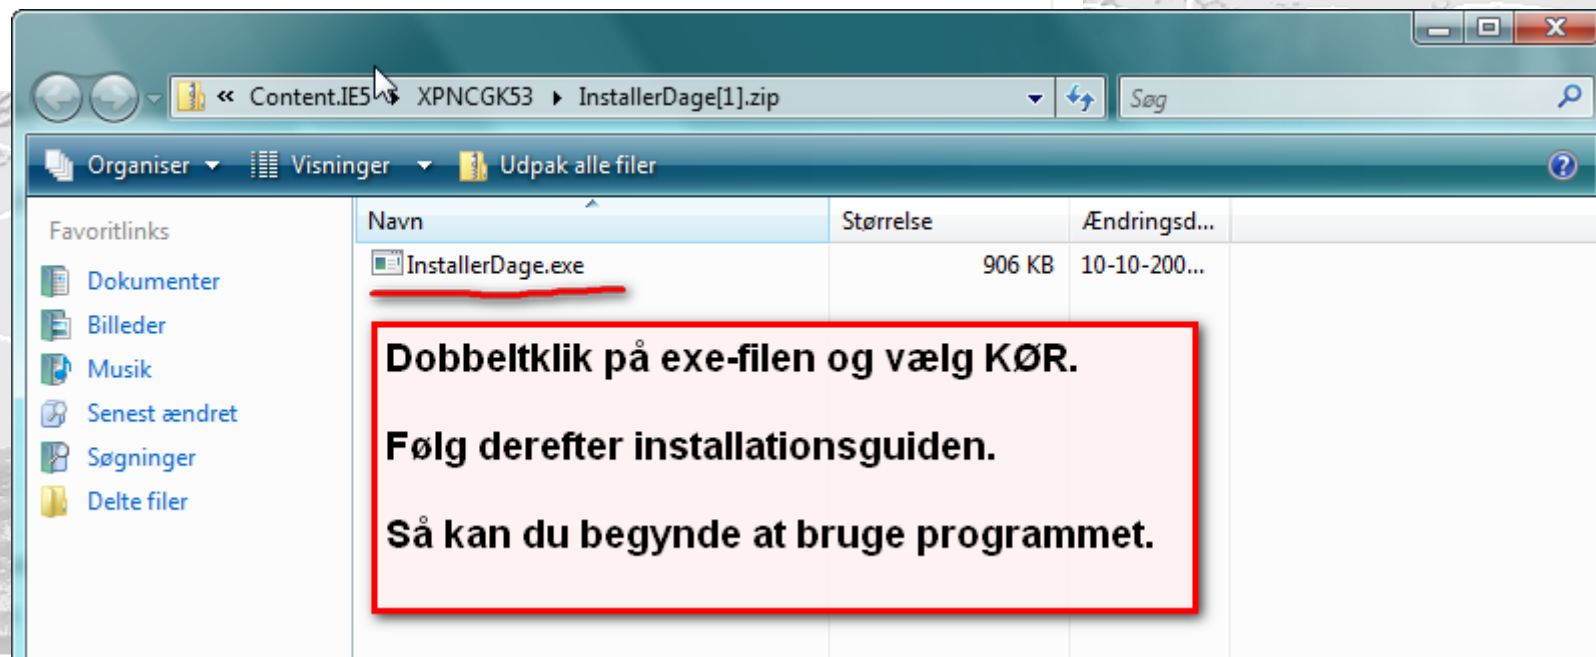 « Content.IE5 ▸ XPNCGK53 ▸ InstallerDage[1].zip
Søg
Organiser Visninger Udpak alle filer
Favoritlinks
Dokumenter
Billeder
Musik
Senest ændret
Søgninger
Delte filer
Navn Størrelse Ændringsd...
InstallerDage.exe 906 KB 10-10-200...
Dobbeltklik på exe-filen og vælg KØR.
Følg derefter installationsguiden.
Så kan du begynde at bruge programmet.